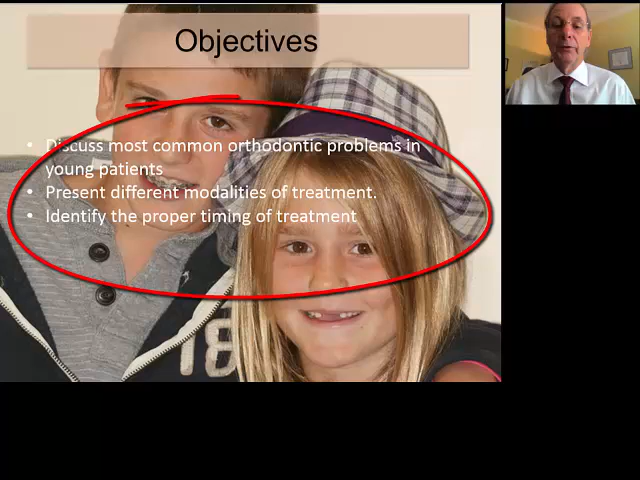 Objectives
• Discuss most common orthodontic problems in
young patients
• Present different modalities of treatment.
• Identify the proper timing of treatment
18